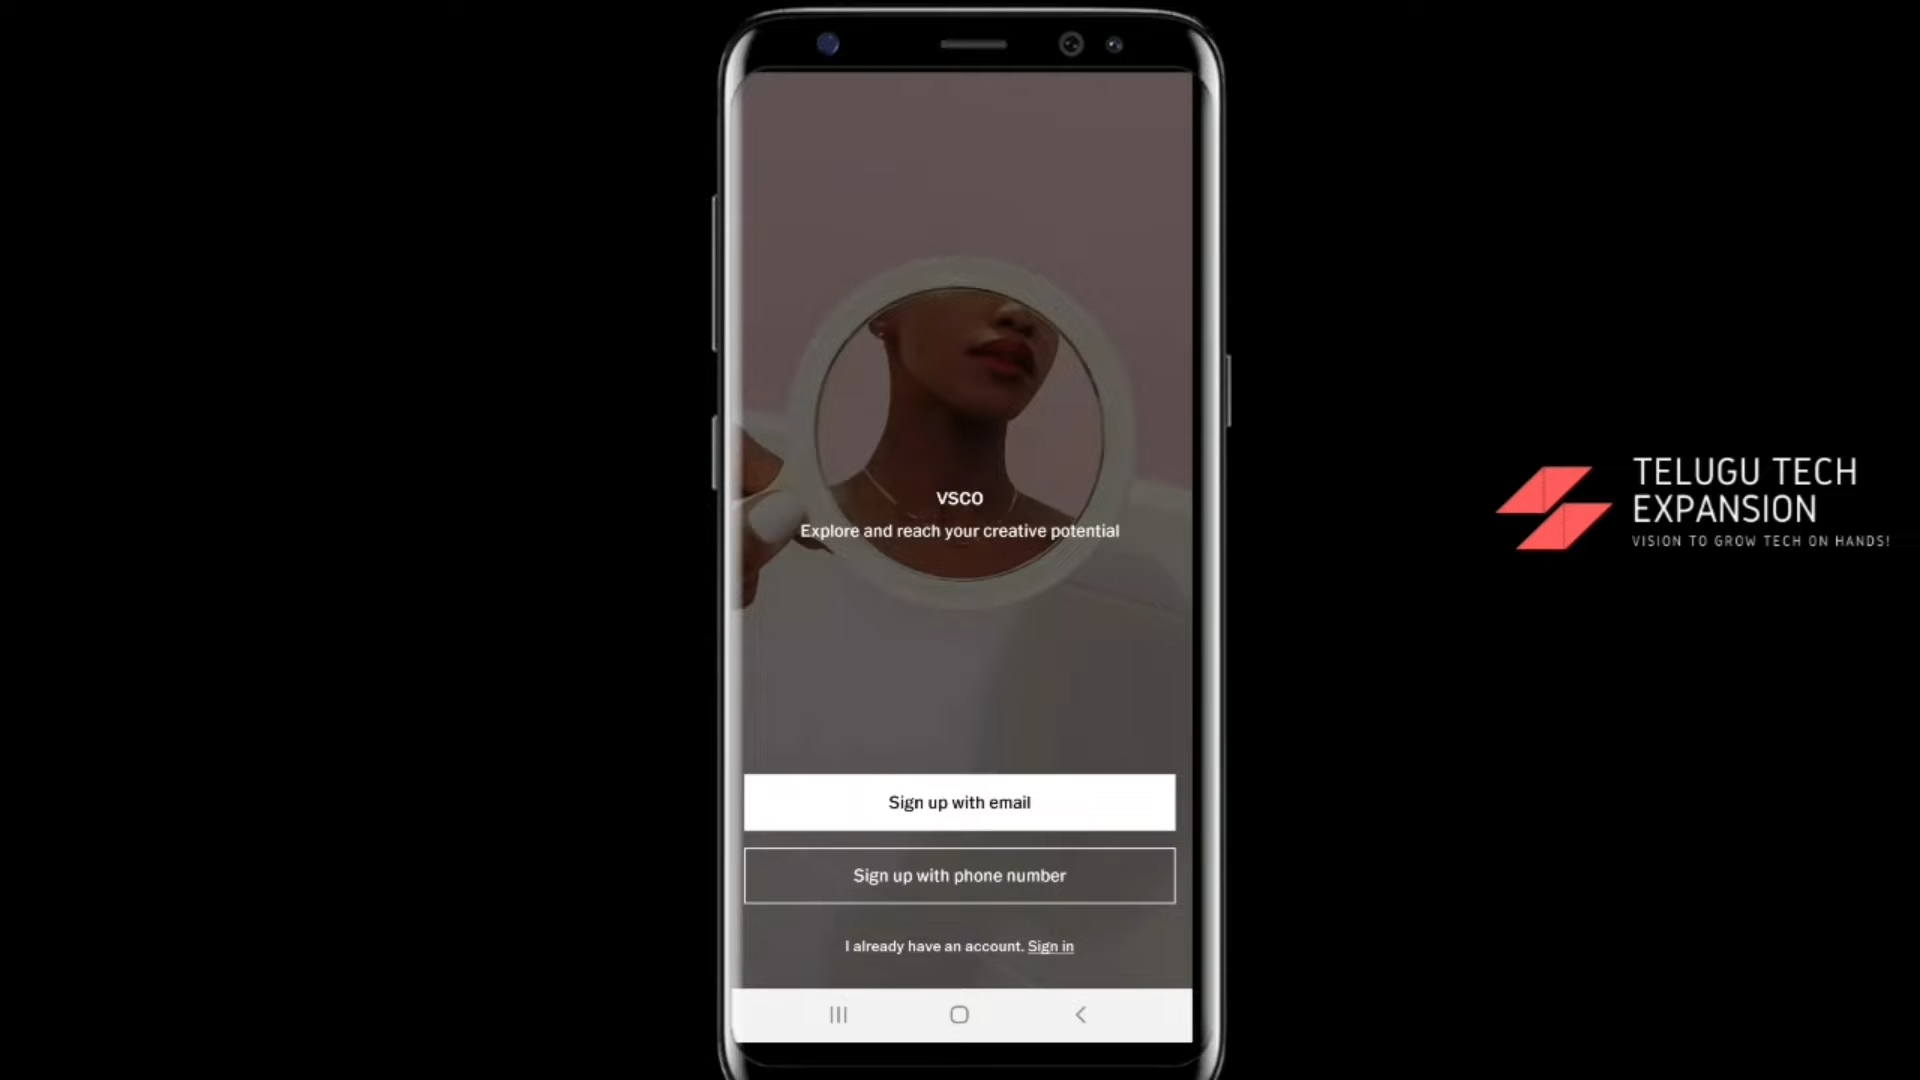 VSCO
Explore and reach your creative potential
Sign up with email
Sign up with phone number
I already have an account. Sign in
TELUGU TECH
EXPANSION
VISION TO GROW TECH ON HANDS!